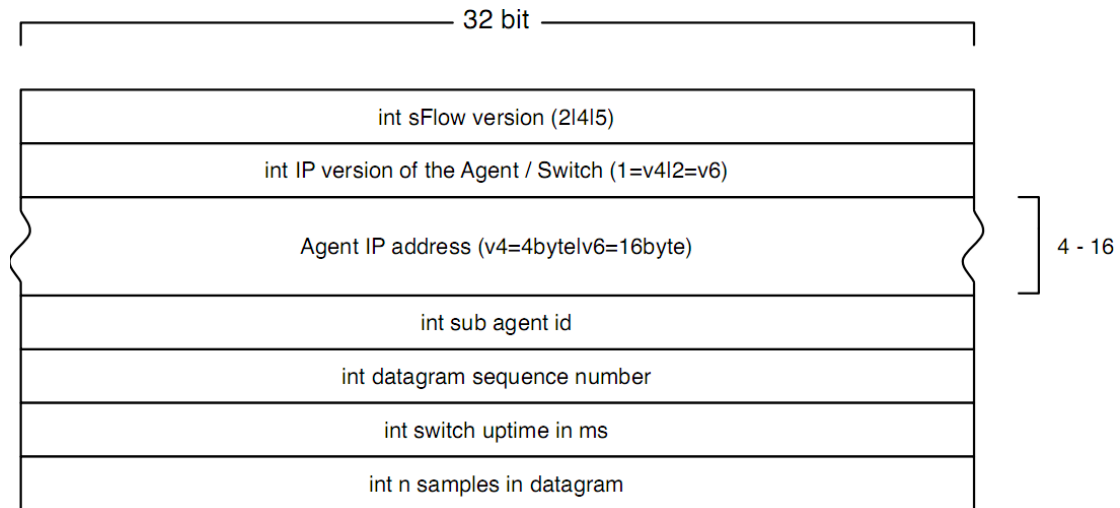 32 bit
int sFlow version (2|4|5)
int IP version of the Agent / Switch (1=v4|2=v6)
Agent IP address (v4=4byte|v6=16byte)
4 - 16
int sub agent id
int datagram sequence number
int switch uptime in ms
int n samples in datagram